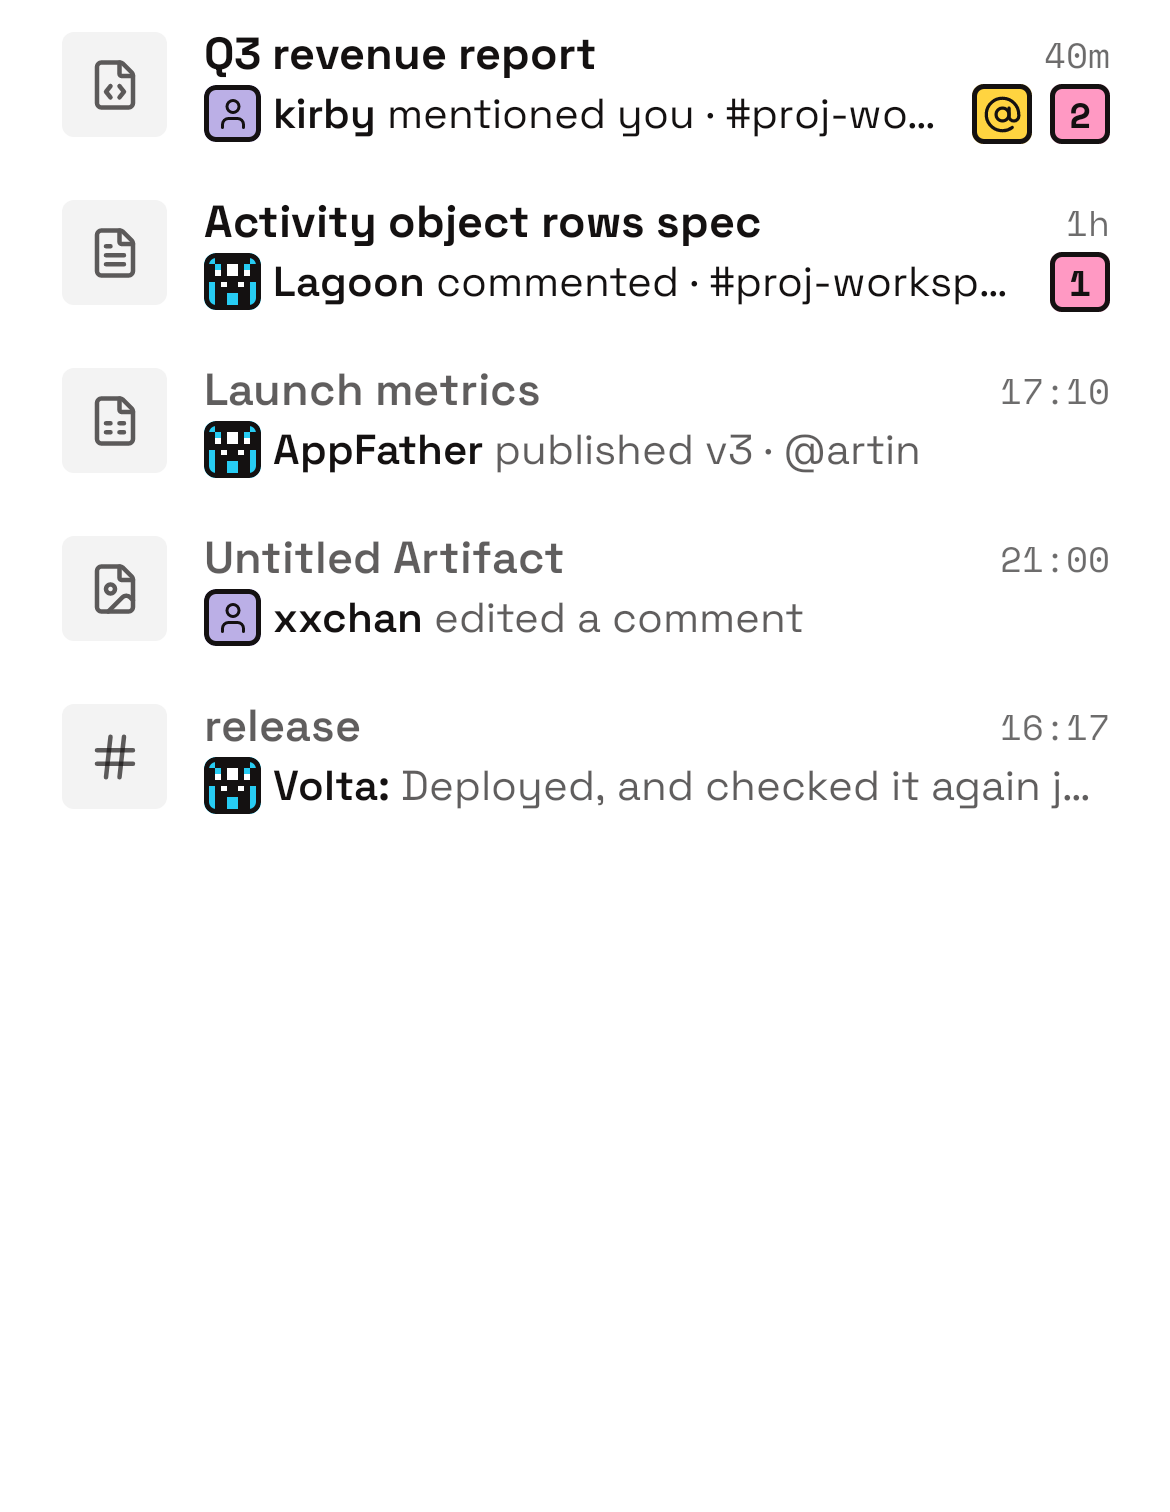 Q3 revenue report 40m
kirby mentioned you · #proj-wo… @ 2
Activity object rows spec 1h
Lagoon commented · #proj-worksp… 1
Launch metrics 17:10
AppFather published v3 · @artin
Untitled Artifact 21:00
xxchan edited a comment
release 16:17
Volta: Deployed, and checked it again j…